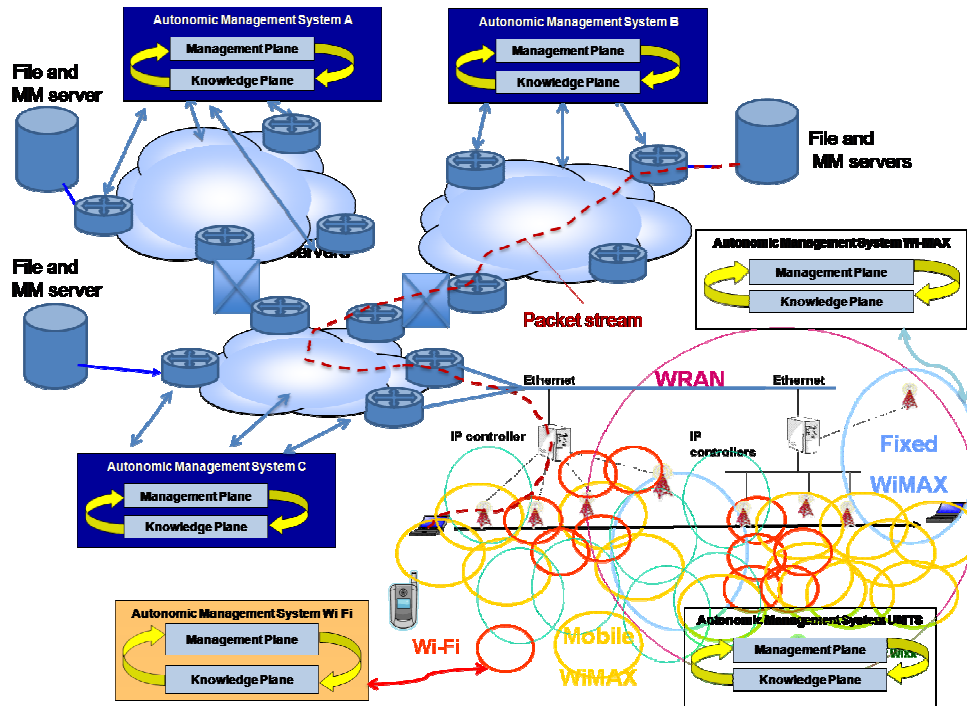 Autonomic Management System A
Management Plane
Knowledge Plane
Autonomic Management System B
Management Plane
Knowledge Plane
File and
MM server
File and
MM servers
servers
File and
MM server
Autonomic Management System WI-MAX
Management Plane
Knowledge Plane
Packet stream
Ethernet
WRAN
Ethernet
IP controller
IP
controllers
Fixed
WiMAX
Autonomic Management System C
Management Plane
Knowledge Plane
Autonomic Management System Wi Fi
Management Plane
Knowledge Plane
Wi-Fi
Mobile
WiMAX
Autonomic Management System UMTS
Management Plane
Knowledge Plane